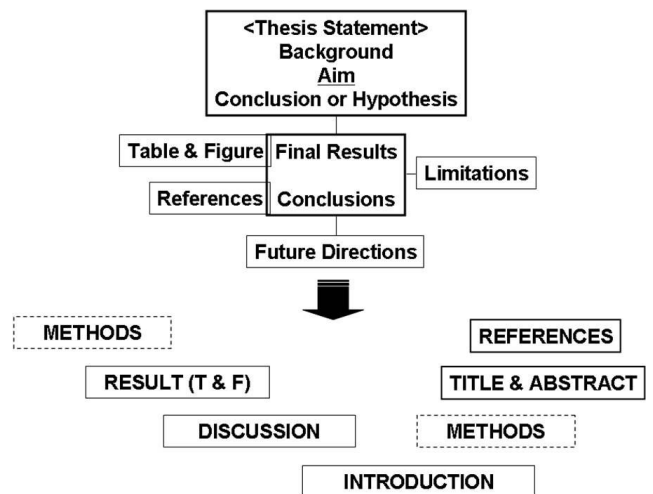 <Thesis Statement>
Background
Aim
Conclusion or Hypothesis
Table & Figure
Final Results
Limitations
References
Conclusions
Future Directions
METHODS
REFERENCES
RESULT (T & F)
TITLE & ABSTRACT
DISCUSSION
METHODS
INTRODUCTION